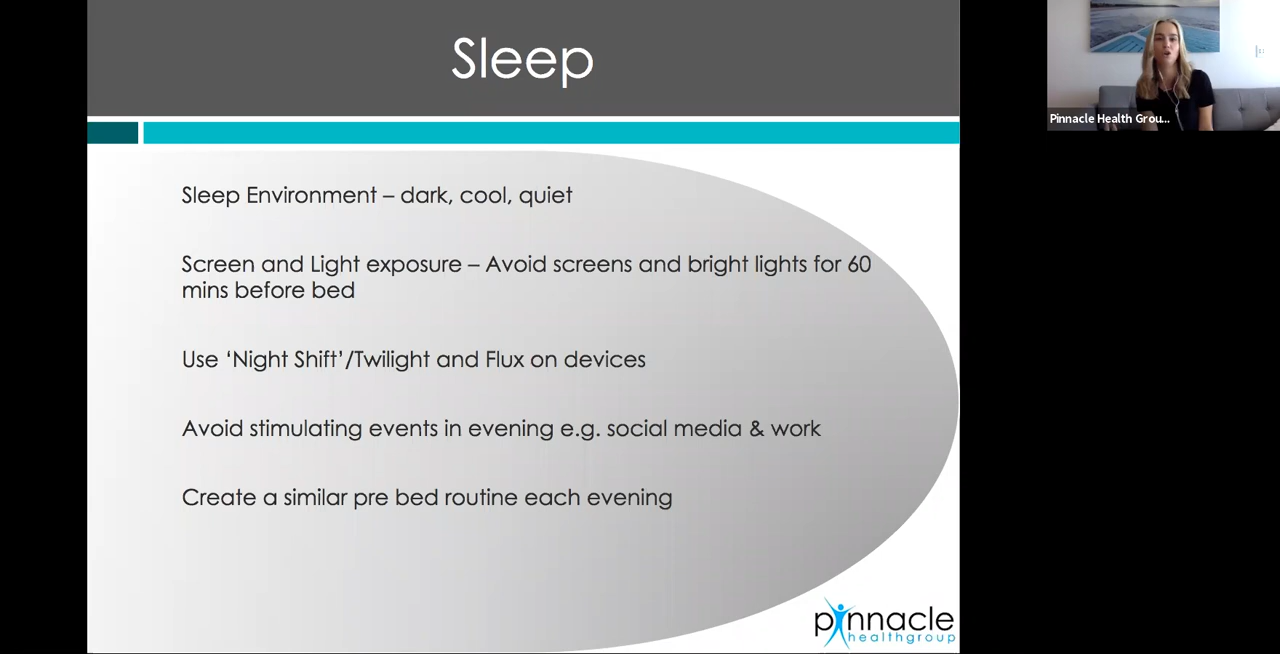 Sleep
Sleep Environment – dark, cool, quiet
Screen and Light exposure – Avoid screens and bright lights for 60
mins before bed
Use ‘Night Shift’/Twilight and Flux on devices
Avoid stimulating events in evening e.g. social media & work
Create a similar pre bed routine each evening
pinnacle
healthgroup
Pinnacle Health Grou...